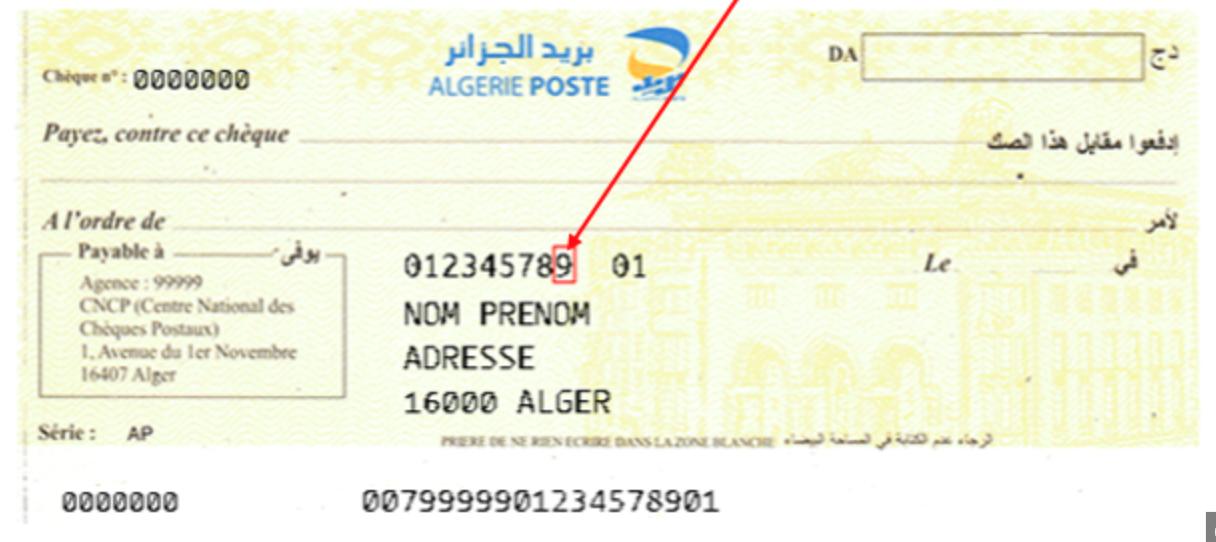 بريد الجزائر
ALGERIE POSTE
DA دج
Chèque n° : 0000000
Payez, contre ce chèque إدفعوا مقابل هذا الصك
A l'ordre de لأمر
Payable à يوفى
Agence : 99999
CNCP (Centre National des
Chèques Postaux)
1, Avenue du 1er Novembre
16407 Alger
012345789 01
NOM PRENOM
ADRESSE
16000 ALGER
Le في
Série : AP
PRIERE DE NE RIEN ECRIRE DANS LA ZONE BLANCHE الرجاء عدم الكتابة في المساحة البيضاء
0000000 0079999901234578901